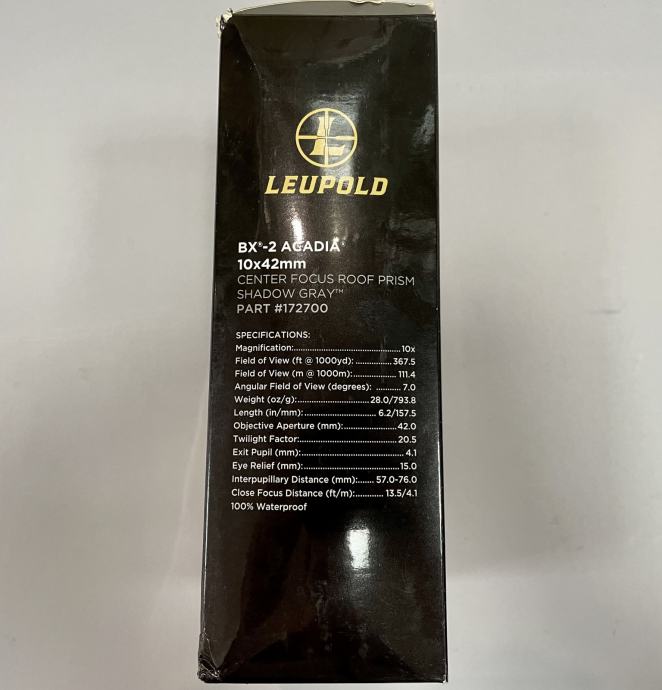 L
LEUPOLD
BX®-2 ACADIA®
10x42mm
CENTER FOCUS ROOF PRISM
SHADOW GRAY™
PART #172700
SPECIFICATIONS:
Magnification:..................................10x
Field of View (ft @ 1000yd): ............ 367.5
Field of View (m @ 1000m):............. 111.4
Angular Field of View (degrees): ......... 7.0
Weight (oz/g):.......................28.0/793.8
Length (in/mm):........................ 6.2/157.5
Objective Aperture (mm):................42.0
Twilight Factor:................................20.5
Exit Pupil (mm):................................4.1
Eye Relief (mm):..............................15.0
Interpupillary Distance (mm):...... 57.0-76.0
Close Focus Distance (ft/m):........... 13.5/4.1
100% Waterproof